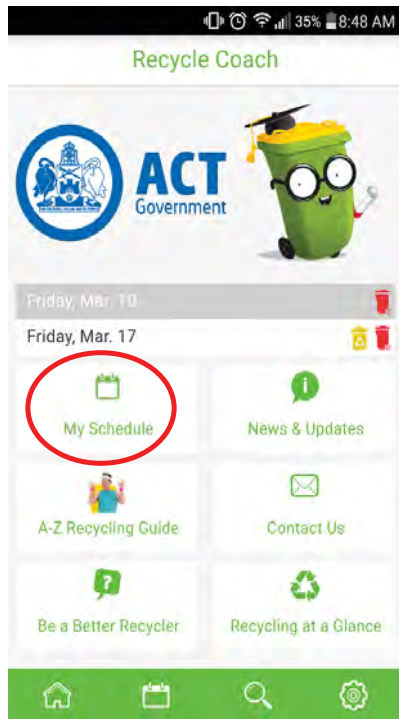 35% 8:48 AM
Recycle Coach
ACT
Government
Friday, Mar. 10
Friday, Mar. 17
My Schedule
News & Updates
A-Z Recycling Guide
Contact Us
Be a Better Recycler
Recycling at a Glance